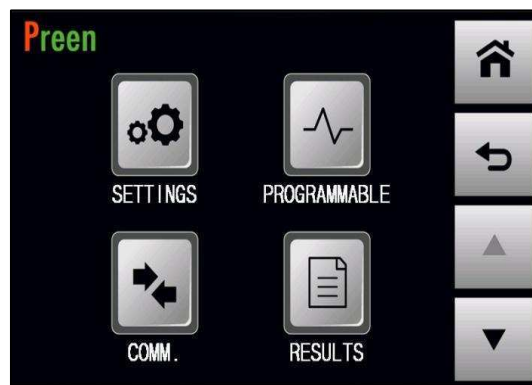 Preen
SETTINGS
PROGRAMMABLE
COMM.
RESULTS